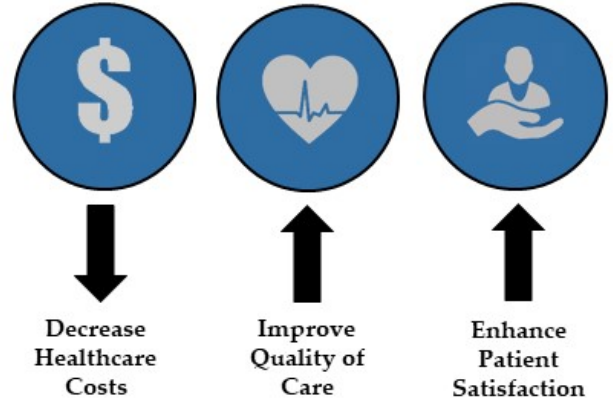 $
Decrease
Healthcare
Costs
Improve
Quality of
Care
Enhance
Patient
Satisfaction